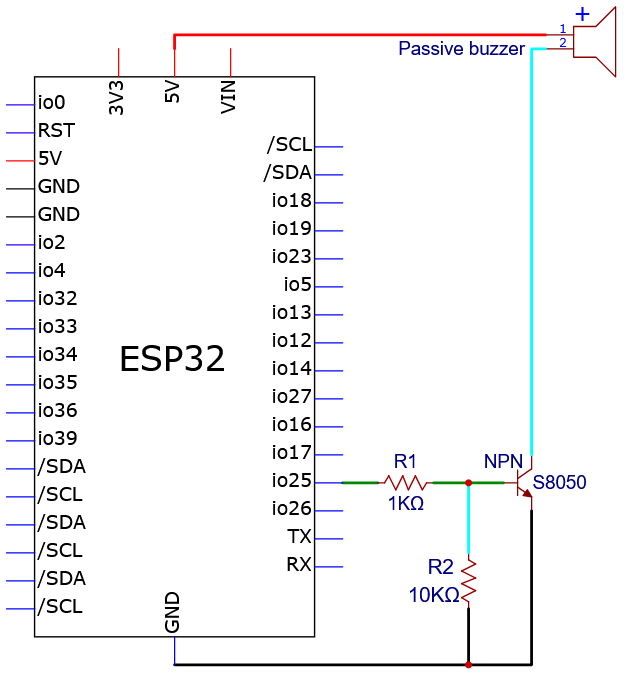 +
1
2
Passive buzzer
3V3
5V
VIN
io0
RST
5V
GND
GND
io2
io4
io32
io33
io34
io35
io36
io39
/SDA
/SCL
/SDA
/SCL
/SDA
/SCL
ESP32
/SCL
/SDA
io18
io19
io23
io5
io13
io12
io14
io27
io16
io17
io25
io26
TX
RX
GND
R1
1KΩ
NPN
S8050
R2
10KΩ